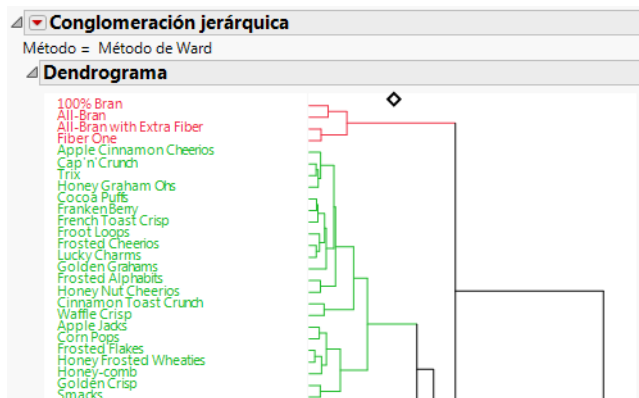 Conglomeración jerárquica
Método = Método de Ward
Dendrograma
100% Bran
All-Bran
All-Bran with Extra Fiber
Fiber One
Apple Cinnamon Cheerios
Cap'n'Crunch
Trix
Honey Graham Ohs
Cocoa Puffs
FrankenBerry
French Toast Crisp
Froot Loops
Frosted Cheerios
Lucky Charms
Golden Grahams
Frosted Alphabits
Honey Nut Cheerios
Cinnamon Toast Crunch
Waffle Crisp
Apple Jacks
Corn Pops
Frosted Flakes
Honey Frosted Wheaties
Honey-comb
Golden Crisp
Smacks